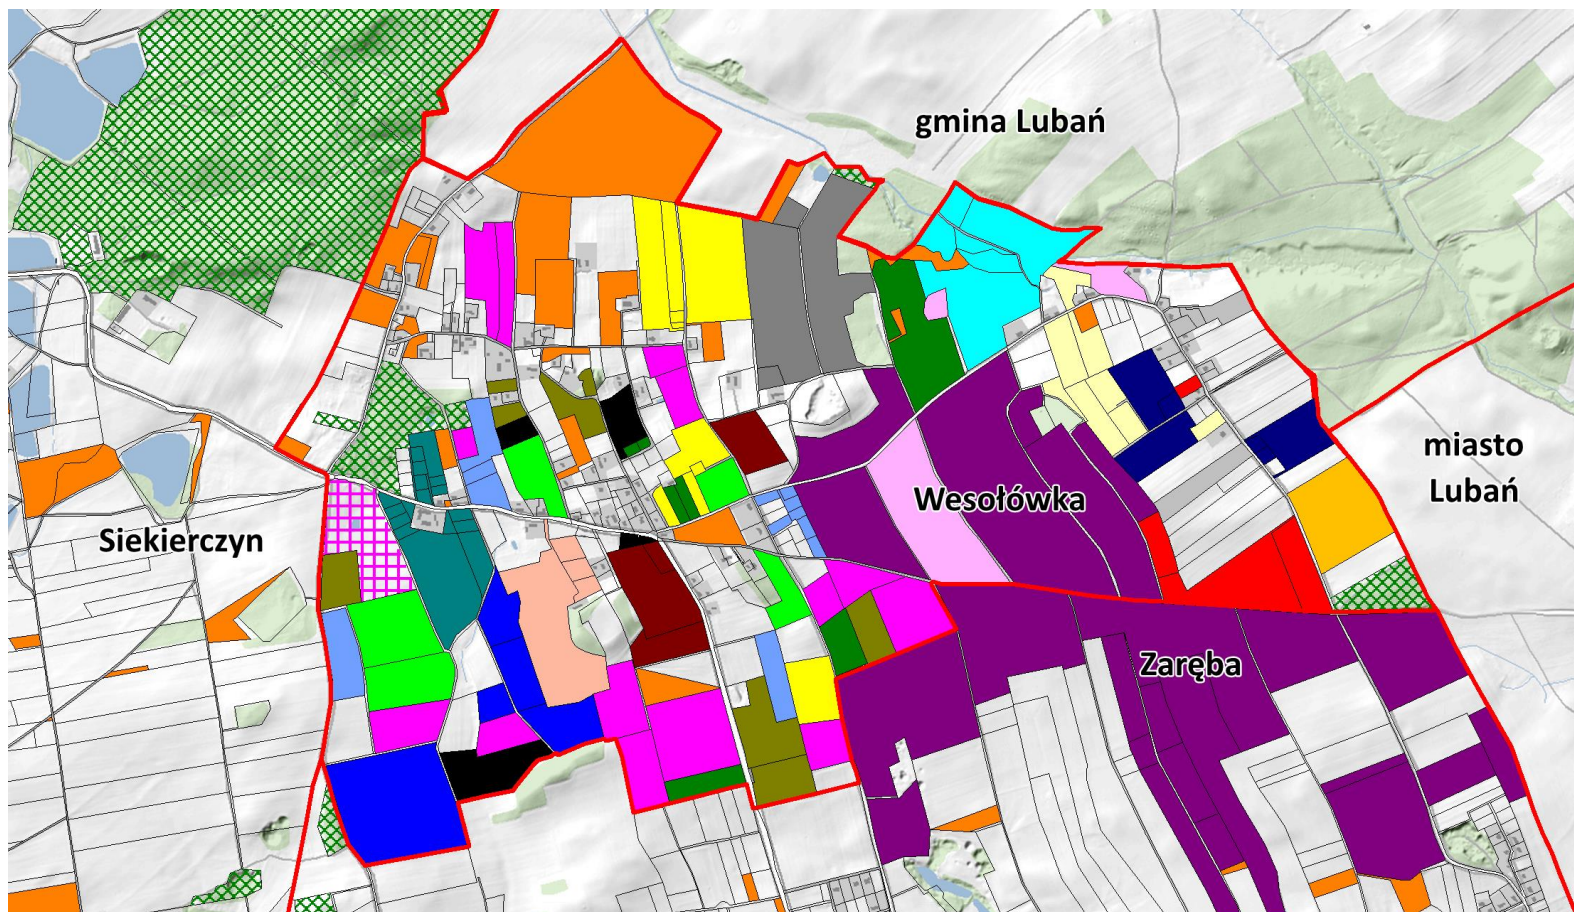 gmina Lubań
miasto
Lubań
Wesołówka
Siekierczyn
Zaręba